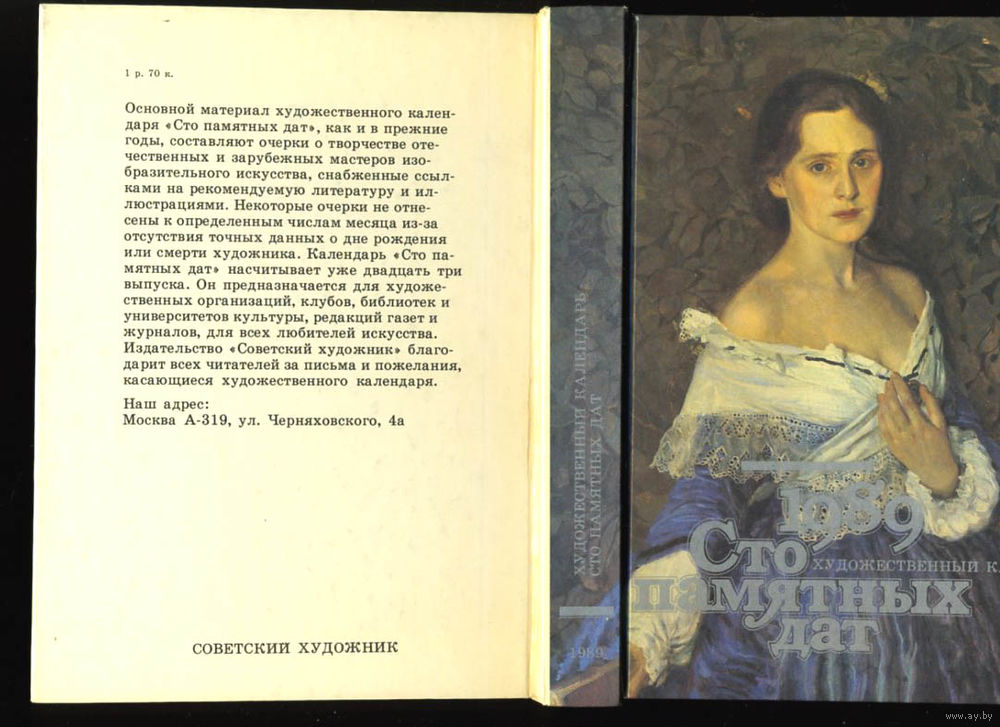 1 р. 70 к.
Основной материал художественного кален-
даря «Сто памятных дат», как и в прежние
годы, составляют очерки о творчестве оте-
чественных и зарубежных мастеров изо-
бразительного искусства, снабженные ссыл-
ками на рекомендуемую литературу и ил-
люстрациями. Некоторые очерки не отне-
сены к определенным числам месяца из-за
отсутствия точных данных о дне рождения
или смерти художника. Календарь «Сто па-
мятных дат» насчитывает уже двадцать три
выпуска. Он предназначается для художе-
ственных организаций, клубов, библиотек и
университетов культуры, редакций газет и
журналов, для всех любителей искусства.
Издательство «Советский художник» благо-
дарит всех читателей за письма и пожелания,
касающиеся художественного календаря.
Наш адрес:
Москва А-319, ул. Черняховского, 4а
СОВЕТСКИЙ ХУДОЖНИК
ХУДОЖЕСТВЕННЫЙ КАЛЕНДАРЬ
СТО ПАМЯТНЫХ ДАТ
1989
1989
Сто
ХУДОЖЕСТВЕННЫЙ К
памятных
дат
www.ay.by